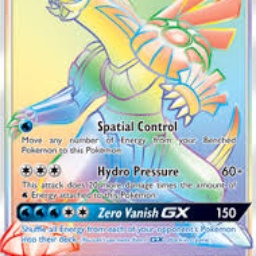 Spatial Control
Move any number of Energy from your Benched
Pokémon to this Pokémon.
Hydro Pressure 60+
This attack does 20 more damage times the amount of
Energy attached to this Pokémon.
Zero Vanish GX 150
Shuffle all Energy from each of your opponent's Pokémon
into their deck.